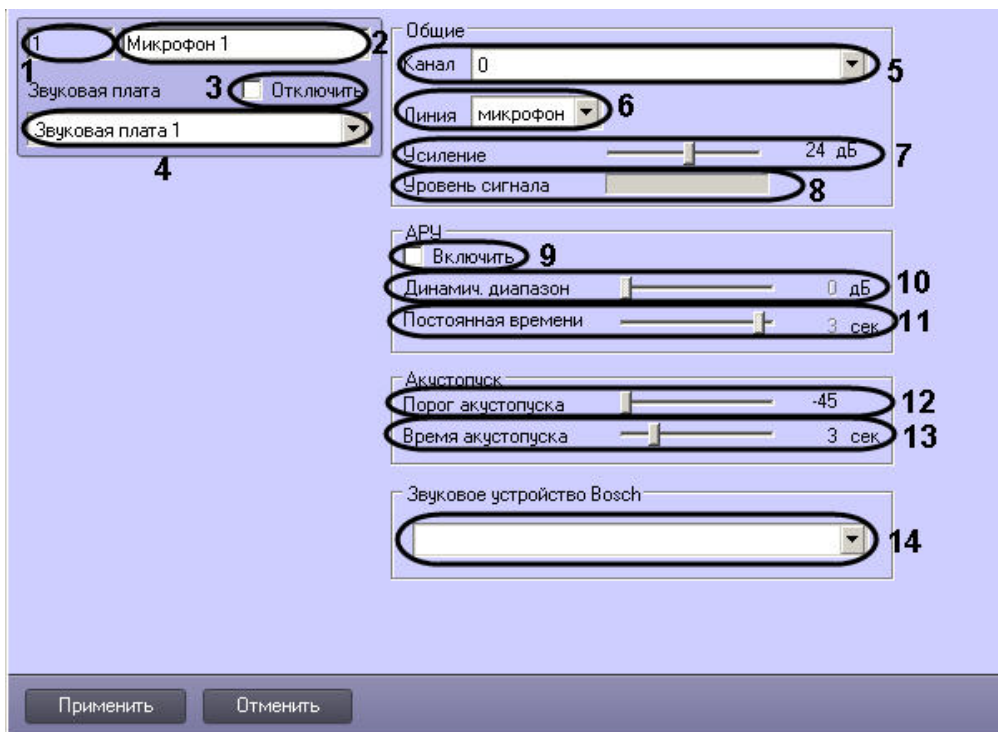 1 Микрофон 1 2
1
Звуковая плата 3 Отключить
Звуковая плата 1
4
Общие
Канал 0 5
Линия микрофон 6
Усиление 24 дБ 7
Уровень сигнала 8
АРУ
Включить 9
Динамич. диапазон 0 дБ 10
Постоянная времени 3 сек 11
Акустопуск
Порог акустопуска -45 12
Время акустопуска 3 сек 13
Звуковое устройство Bosch
14
Применить Отменить